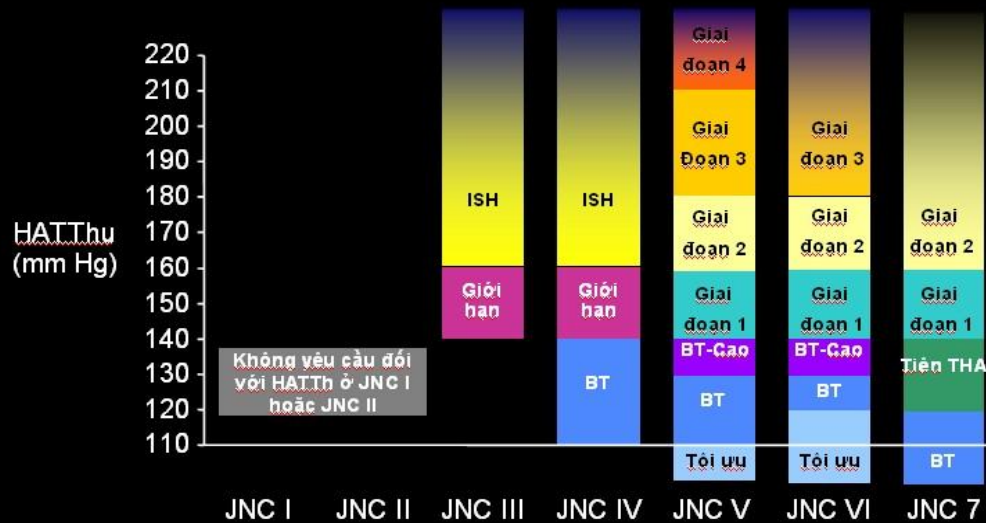 220
210
200
190
180
170
160
150
140
130
120
110
HATThu
(mm Hg)
Không yêu cầu đối
với HATTh ở JNC I
hoặc JNC II
ISH
Giới
hạn
ISH
Giới
hạn
BT
Giai
đoạn 4
Giai
Đoạn 3
Giai
đoạn 2
Giai
đoạn 1
BT-Cao
BT
Tối ưu
Giai
đoạn 3
Giai
đoạn 2
Giai
đoạn 1
BT-Cao
BT
Tối ưu
Giai
đoạn 2
Giai
đoạn 1
Tiền THA
BT
JNC I
JNC II
JNC III
JNC IV
JNC V
JNC VI
JNC 7